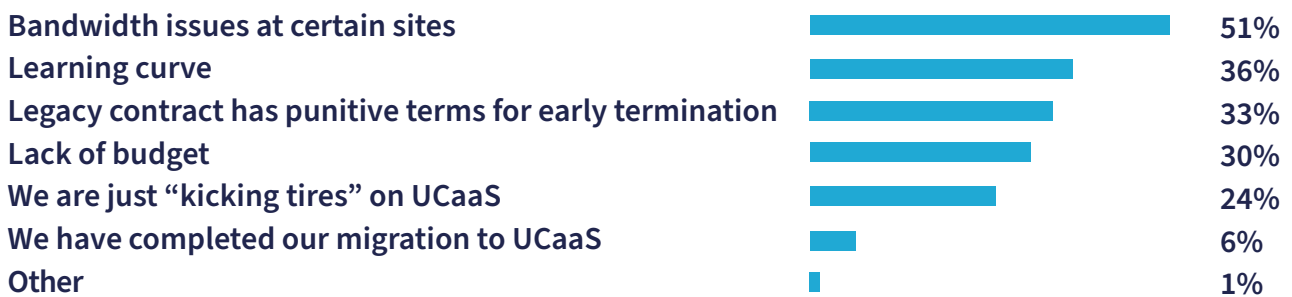 Bandwidth issues at certain sites 51%
Learning curve 36%
Legacy contract has punitive terms for early termination 33%
Lack of budget 30%
We are just “kicking tires” on UCaaS 24%
We have completed our migration to UCaaS 6%
Other 1%